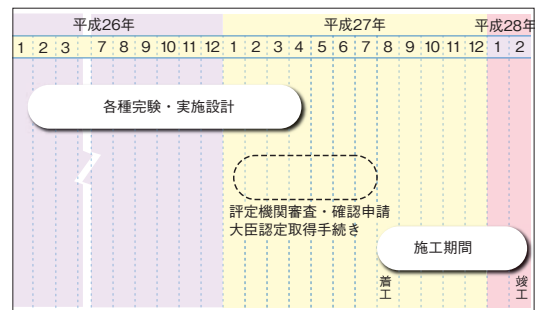 平成26年 平成27年 平成28年
1 2 3 7 8 9 10 11 12 1 2 3 4 5 6 7 8 9 10 11 12 1 2
各種完験・実施設計
評定機関審査・確認申請
大臣認定取得手続き
施工期間
着工
竣工